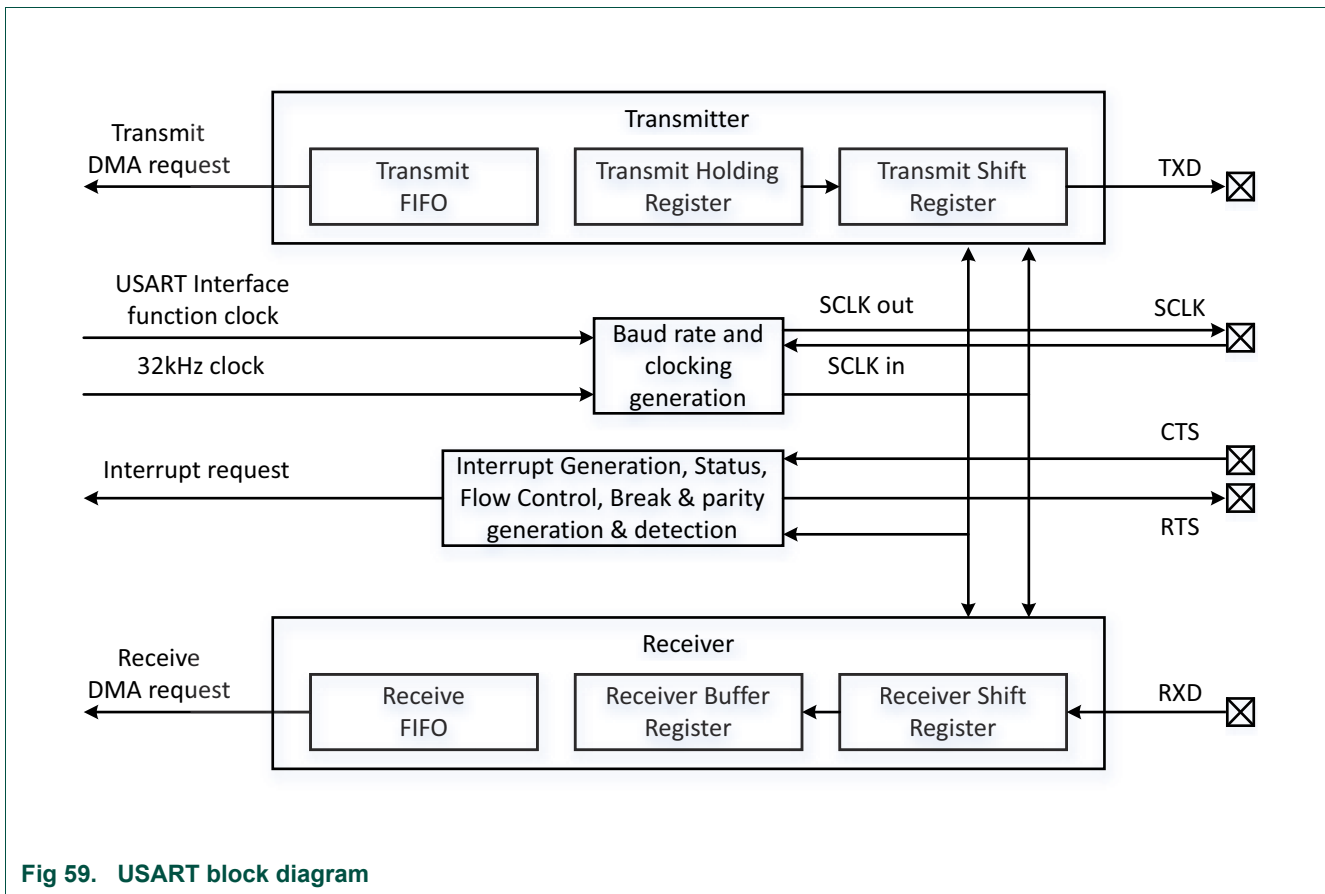 Transmitter
Transmit
DMA request
Transmit
FIFO
Transmit Holding
Register
Transmit Shift
Register
TXD
USART Interface
function clock
32kHz clock
Baud rate and
clocking
generation
SCLK out
SCLK in
SCLK
Interrupt request
Interrupt Generation, Status,
Flow Control, Break & parity
generation & detection
CTS
RTS
Receiver
Receive
DMA request
Receive
FIFO
Receiver Buffer
Register
Receiver Shift
Register
RXD
Fig 59. USART block diagram